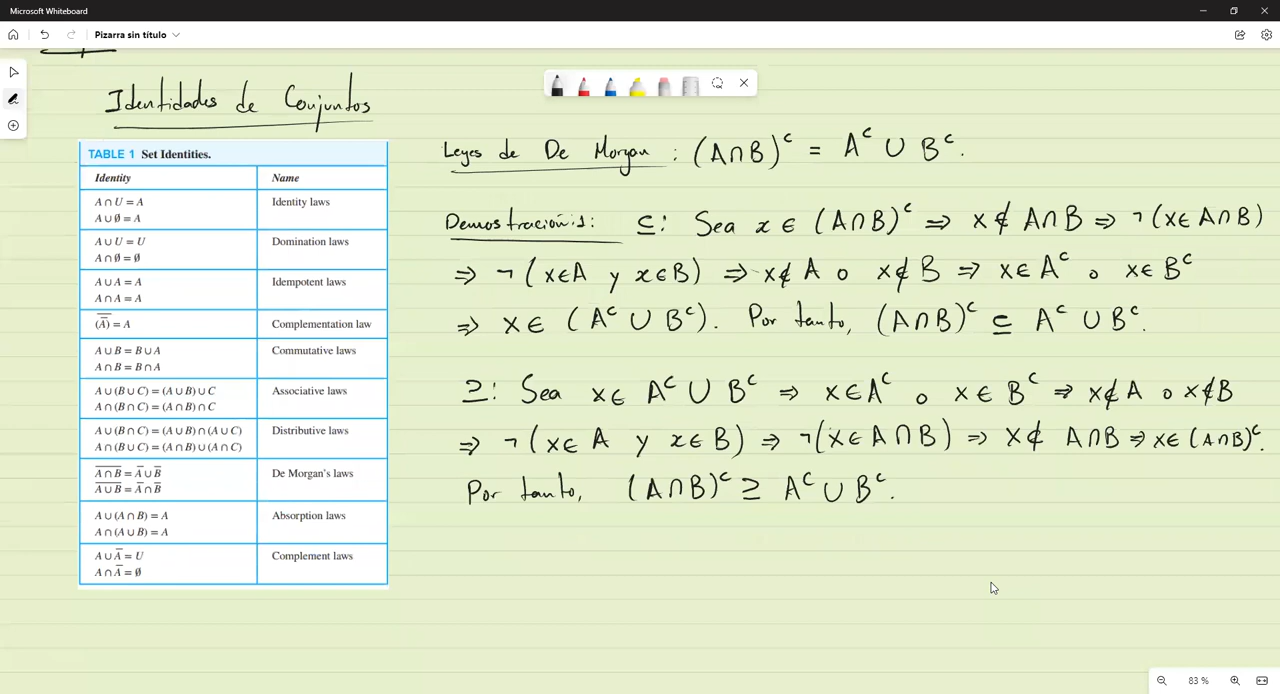 Microsoft Whiteboard
Pizarra sin título
Identidades de Conjuntos
TABLE 1 Set Identities.
Identity Name
A ∩ U = A Identity laws
A ∪ ∅ = A
A ∪ U = U Domination laws
A ∩ ∅ = ∅
A ∪ A = A Idempotent laws
A ∩ A = A
(A̅)̅ = A Complementation law
A ∪ B = B ∪ A Commutative laws
A ∩ B = B ∩ A
A ∪ (B ∪ C) = (A ∪ B) ∪ C Associative laws
A ∩ (B ∩ C) = (A ∩ B) ∩ C
A ∪ (B ∩ C) = (A ∪ B) ∩ (A ∪ C) Distributive laws
A ∩ (B ∪ C) = (A ∩ B) ∪ (A ∩ C)
A̅ ̅∩̅ ̅B̅ = A̅ ∪ B̅ De Morgan's laws
A̅ ̅∪̅ ̅B̅ = A̅ ∩ B̅
A ∪ (A ∩ B) = A Absorption laws
A ∩ (A ∪ B) = A
A ∪ A̅ = U Complement laws
A ∩ A̅ = ∅
Leyes de De Morgan : (A∩B)ᶜ = Aᶜ ∪ Bᶜ.
Demostración: ⊆: Sea x ∈ (A∩B)ᶜ ⇒ x ∉ A∩B ⇒ ¬(x∈A∩B)
⇒ ¬(x∈A y x∈B) ⇒ x∉A o x∉B ⇒ x∈Aᶜ o x∈Bᶜ
⇒ x∈ (Aᶜ ∪ Bᶜ). Por tanto, (A∩B)ᶜ ⊆ Aᶜ ∪ Bᶜ.
⊇: Sea x∈ Aᶜ ∪ Bᶜ ⇒ x∈Aᶜ o x∈Bᶜ ⇒ x∉A o x∉B
⇒ ¬(x∈A y x∈B) ⇒ ¬(x∈A∩B) ⇒ x∉ A∩B ⇒ x∈(A∩B)ᶜ.
Por tanto, (A∩B)ᶜ ⊇ Aᶜ ∪ Bᶜ.
83 %